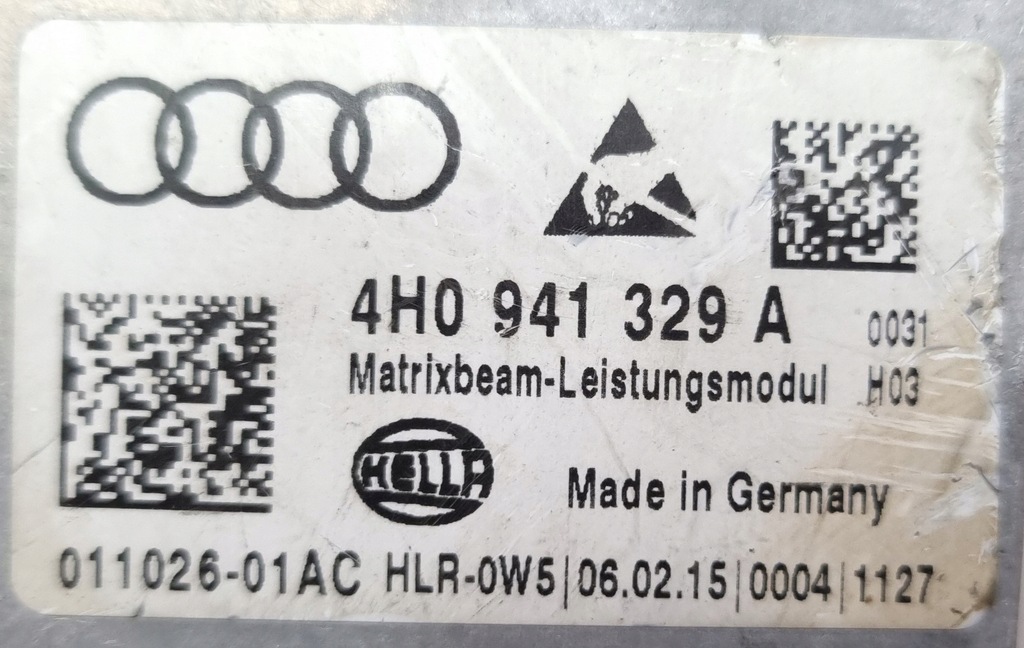 4H0 941 329 A 0031
Matrixbeam-Leistungsmodul H03
HELLA
Made in Germany
011026-01AC HLR-0W5|06.02.15|0004|1127